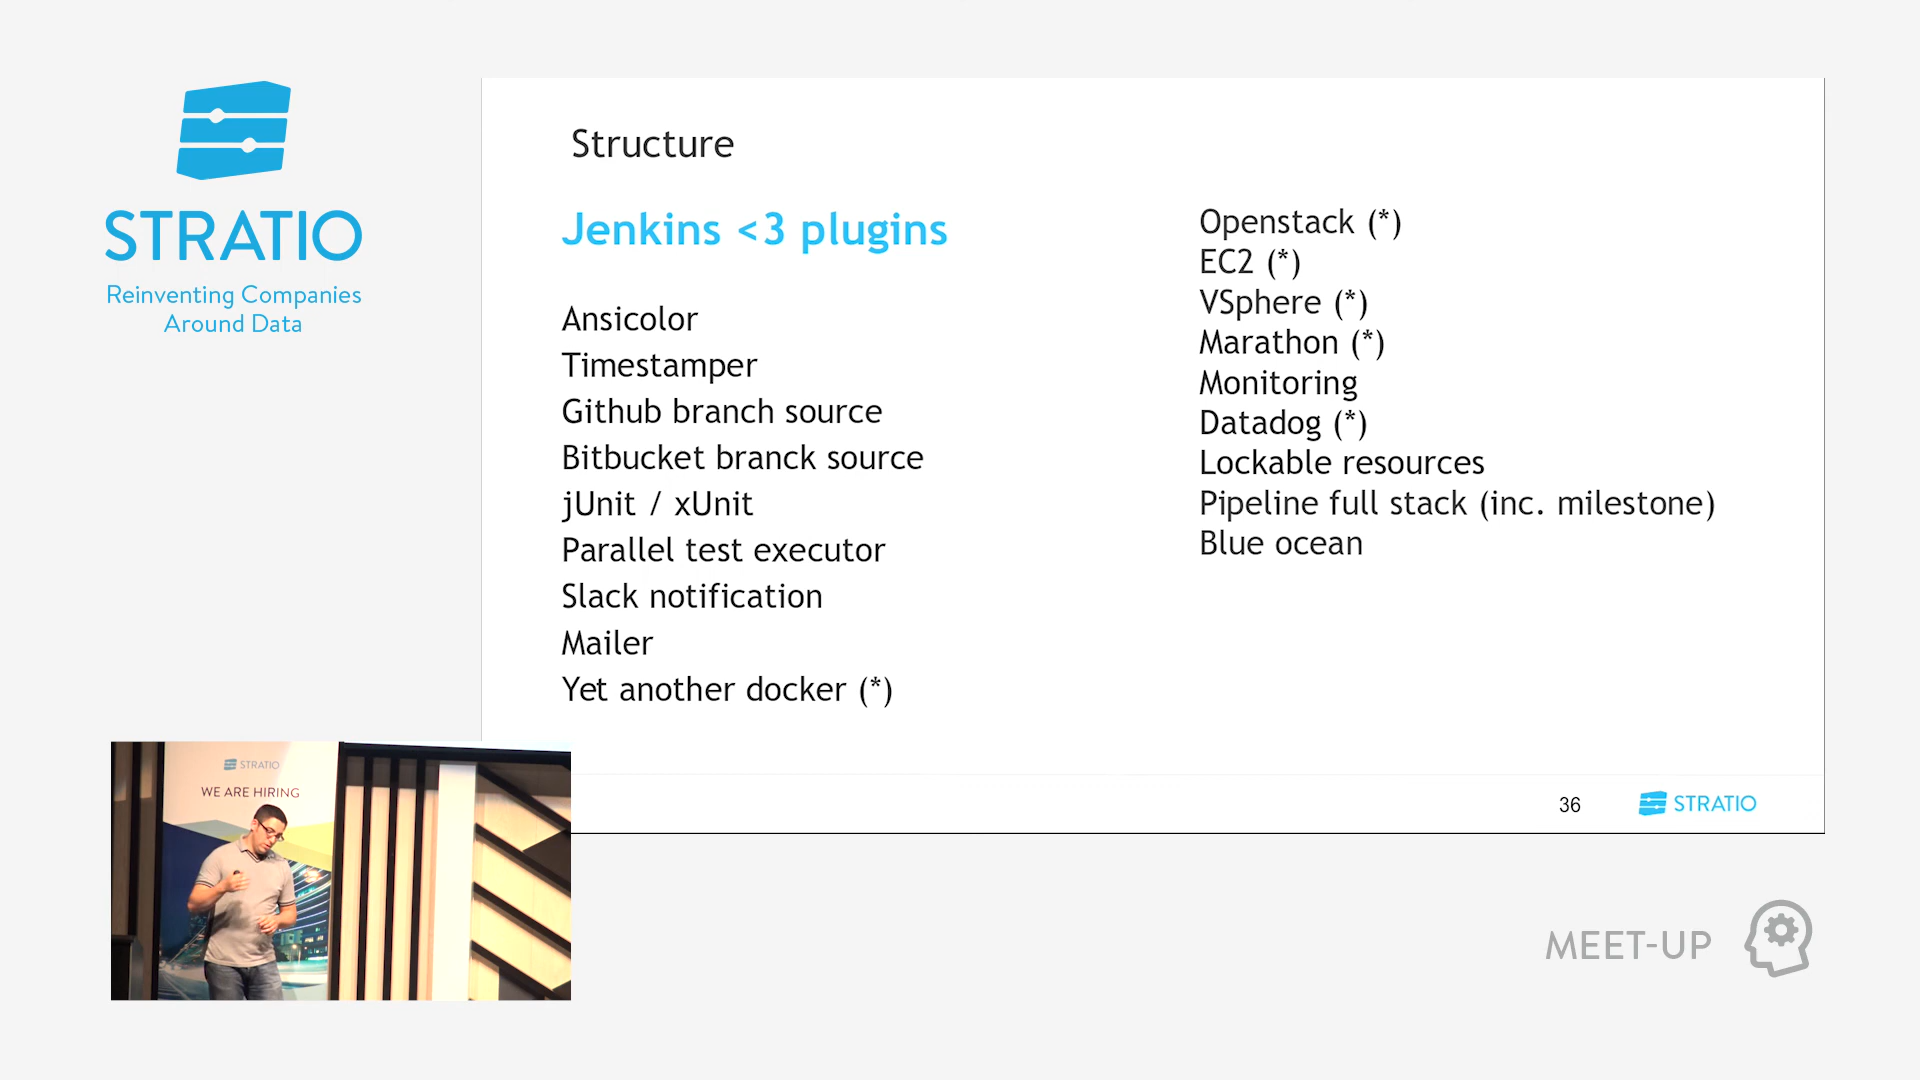 STRATIO
Reinventing Companies
Around Data
Structure
Jenkins <3 plugins
Ansicolor
Timestamper
Github branch source
Bitbucket branck source
jUnit / xUnit
Parallel test executor
Slack notification
Mailer
Yet another docker (*)
Openstack (*)
EC2 (*)
VSphere (*)
Marathon (*)
Monitoring
Datadog (*)
Lockable resources
Pipeline full stack (inc. milestone)
Blue ocean
36
STRATIO
STRATIO
WE ARE HIRING
MEET-UP